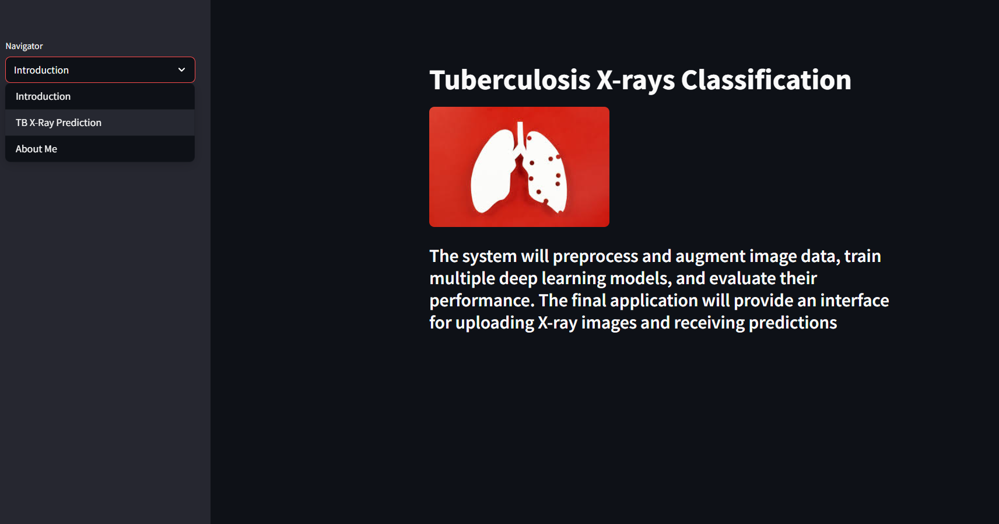 Navigator
Introduction
Introduction
TB X-Ray Prediction
About Me
Tuberculosis X-rays Classification
The system will preprocess and augment image data, train
multiple deep learning models, and evaluate their
performance. The final application will provide an interface
for uploading X-ray images and receiving predictions